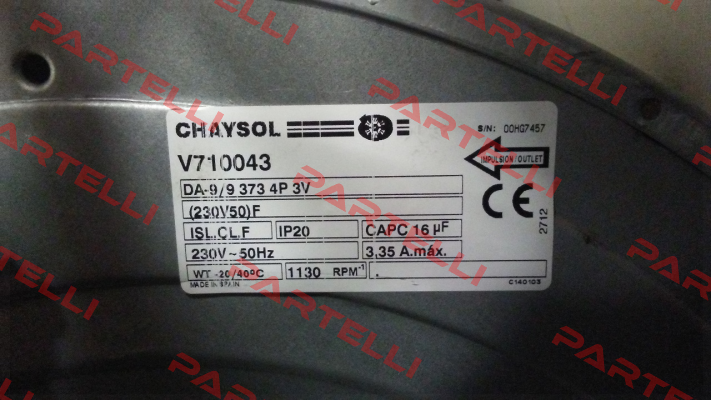 PARTELLI
PARTELLI
PARTELLI
CHAYSOL
S/N: 00HG7457
V710043
IMPULSION/OUTLET
DA-9/9 373 4P 3V
(230V50)F
CE
ISL.CL.F IP20 CAPC 16 µF
2712
230V~50Hz 3,35 A.máx.
WT -20/40ºC 1130 RPM⁻¹ .
MADE IN SPAIN C140103
PARTELLI
PARTELLI
PARTELLI